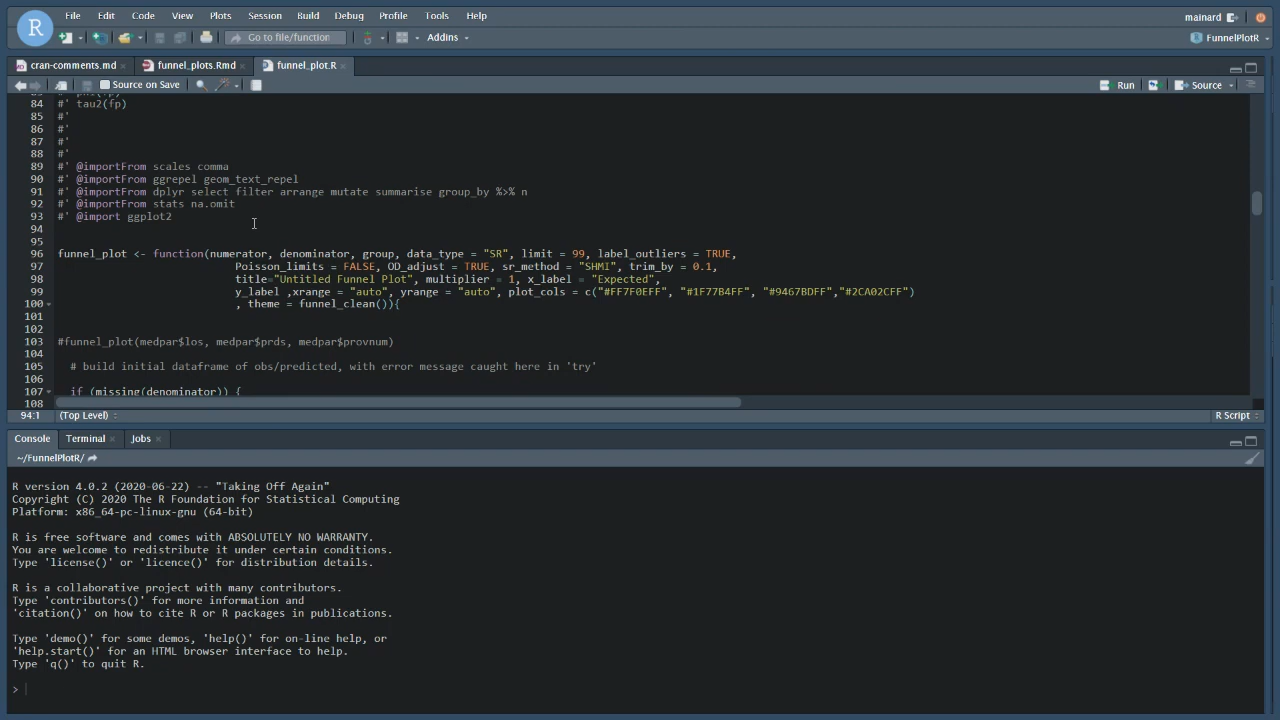 File Edit Code View Plots Session Build Debug Profile Tools Help
mainard
R
Go to file/function
Addins
FunnelPlotR
cran-comments.md
funnel_plots.Rmd
funnel_plot.R
Source on Save
Run
Source
84 #' tau2(fp)
85 #'
86 #'
87 #'
88 #'
89 #' @importFrom scales comma
90 #' @importFrom ggrepel geom_text_repel
91 #' @importFrom dplyr select filter arrange mutate summarise group_by %>% n
92 #' @importFrom stats na.omit
93 #' @import ggplot2
94
95
96 funnel_plot <- function(numerator, denominator, group, data_type = "SR", limit = 99, label_outliers = TRUE,
97 Poisson_limits = FALSE, OD_adjust = TRUE, sr_method = "SHMI", trim_by = 0.1,
98 title="Untitled Funnel Plot", multiplier = 1, x_label = "Expected",
99 y_label ,xrange = "auto", yrange = "auto", plot_cols = c("#FF7F0EFF", "#1F77B4FF", "#9467BDFF","#2CA02CFF")
100 , theme = funnel_clean()){
101
102
103 #funnel_plot(medpar$los, medpar$prds, medpar$provnum)
104
105 # build initial dataframe of obs/predicted, with error message caught here in 'try'
106
107 if (missing(denominator)) {
108
94:1 (Top Level)
R Script
Console Terminal Jobs
~/FunnelPlotR/
R version 4.0.2 (2020-06-22) -- "Taking Off Again"
Copyright (C) 2020 The R Foundation for Statistical Computing
Platform: x86_64-pc-linux-gnu (64-bit)
R is free software and comes with ABSOLUTELY NO WARRANTY.
You are welcome to redistribute it under certain conditions.
Type 'license()' or 'licence()' for distribution details.
R is a collaborative project with many contributors.
Type 'contributors()' for more information and
'citation()' on how to cite R or R packages in publications.
Type 'demo()' for some demos, 'help()' for on-line help, or
'help.start()' for an HTML browser interface to help.
Type 'q()' to quit R.
>